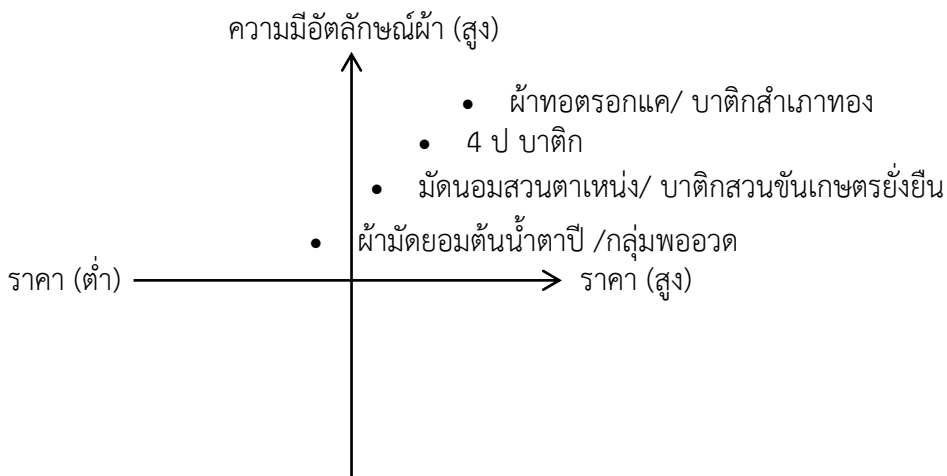 ความมีอัตลักษณ์ผ้า (สูง)
• ผ้าทอตรอกแค/ บาติกสำเภาทอง
• 4 ป บาติก
• มัดนอมสวนตาเหน่ง/ บาติกสวนขันเกษตรยั่งยืน
• ผ้ามัดยอมต้นน้ำตาปี /กลุ่มพออวด
ราคา (ต่ำ) ราคา (สูง)